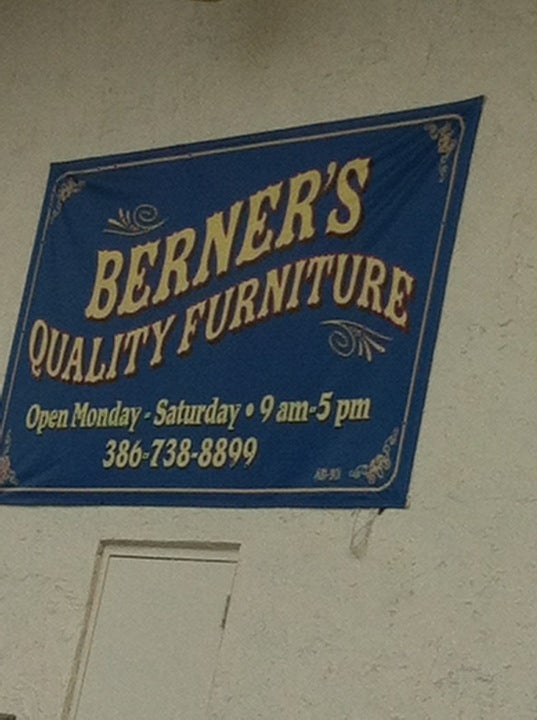 BERNER'S
QUALITY FURNITURE
Open Monday - Saturday • 9 am-5 pm
386-738-8899